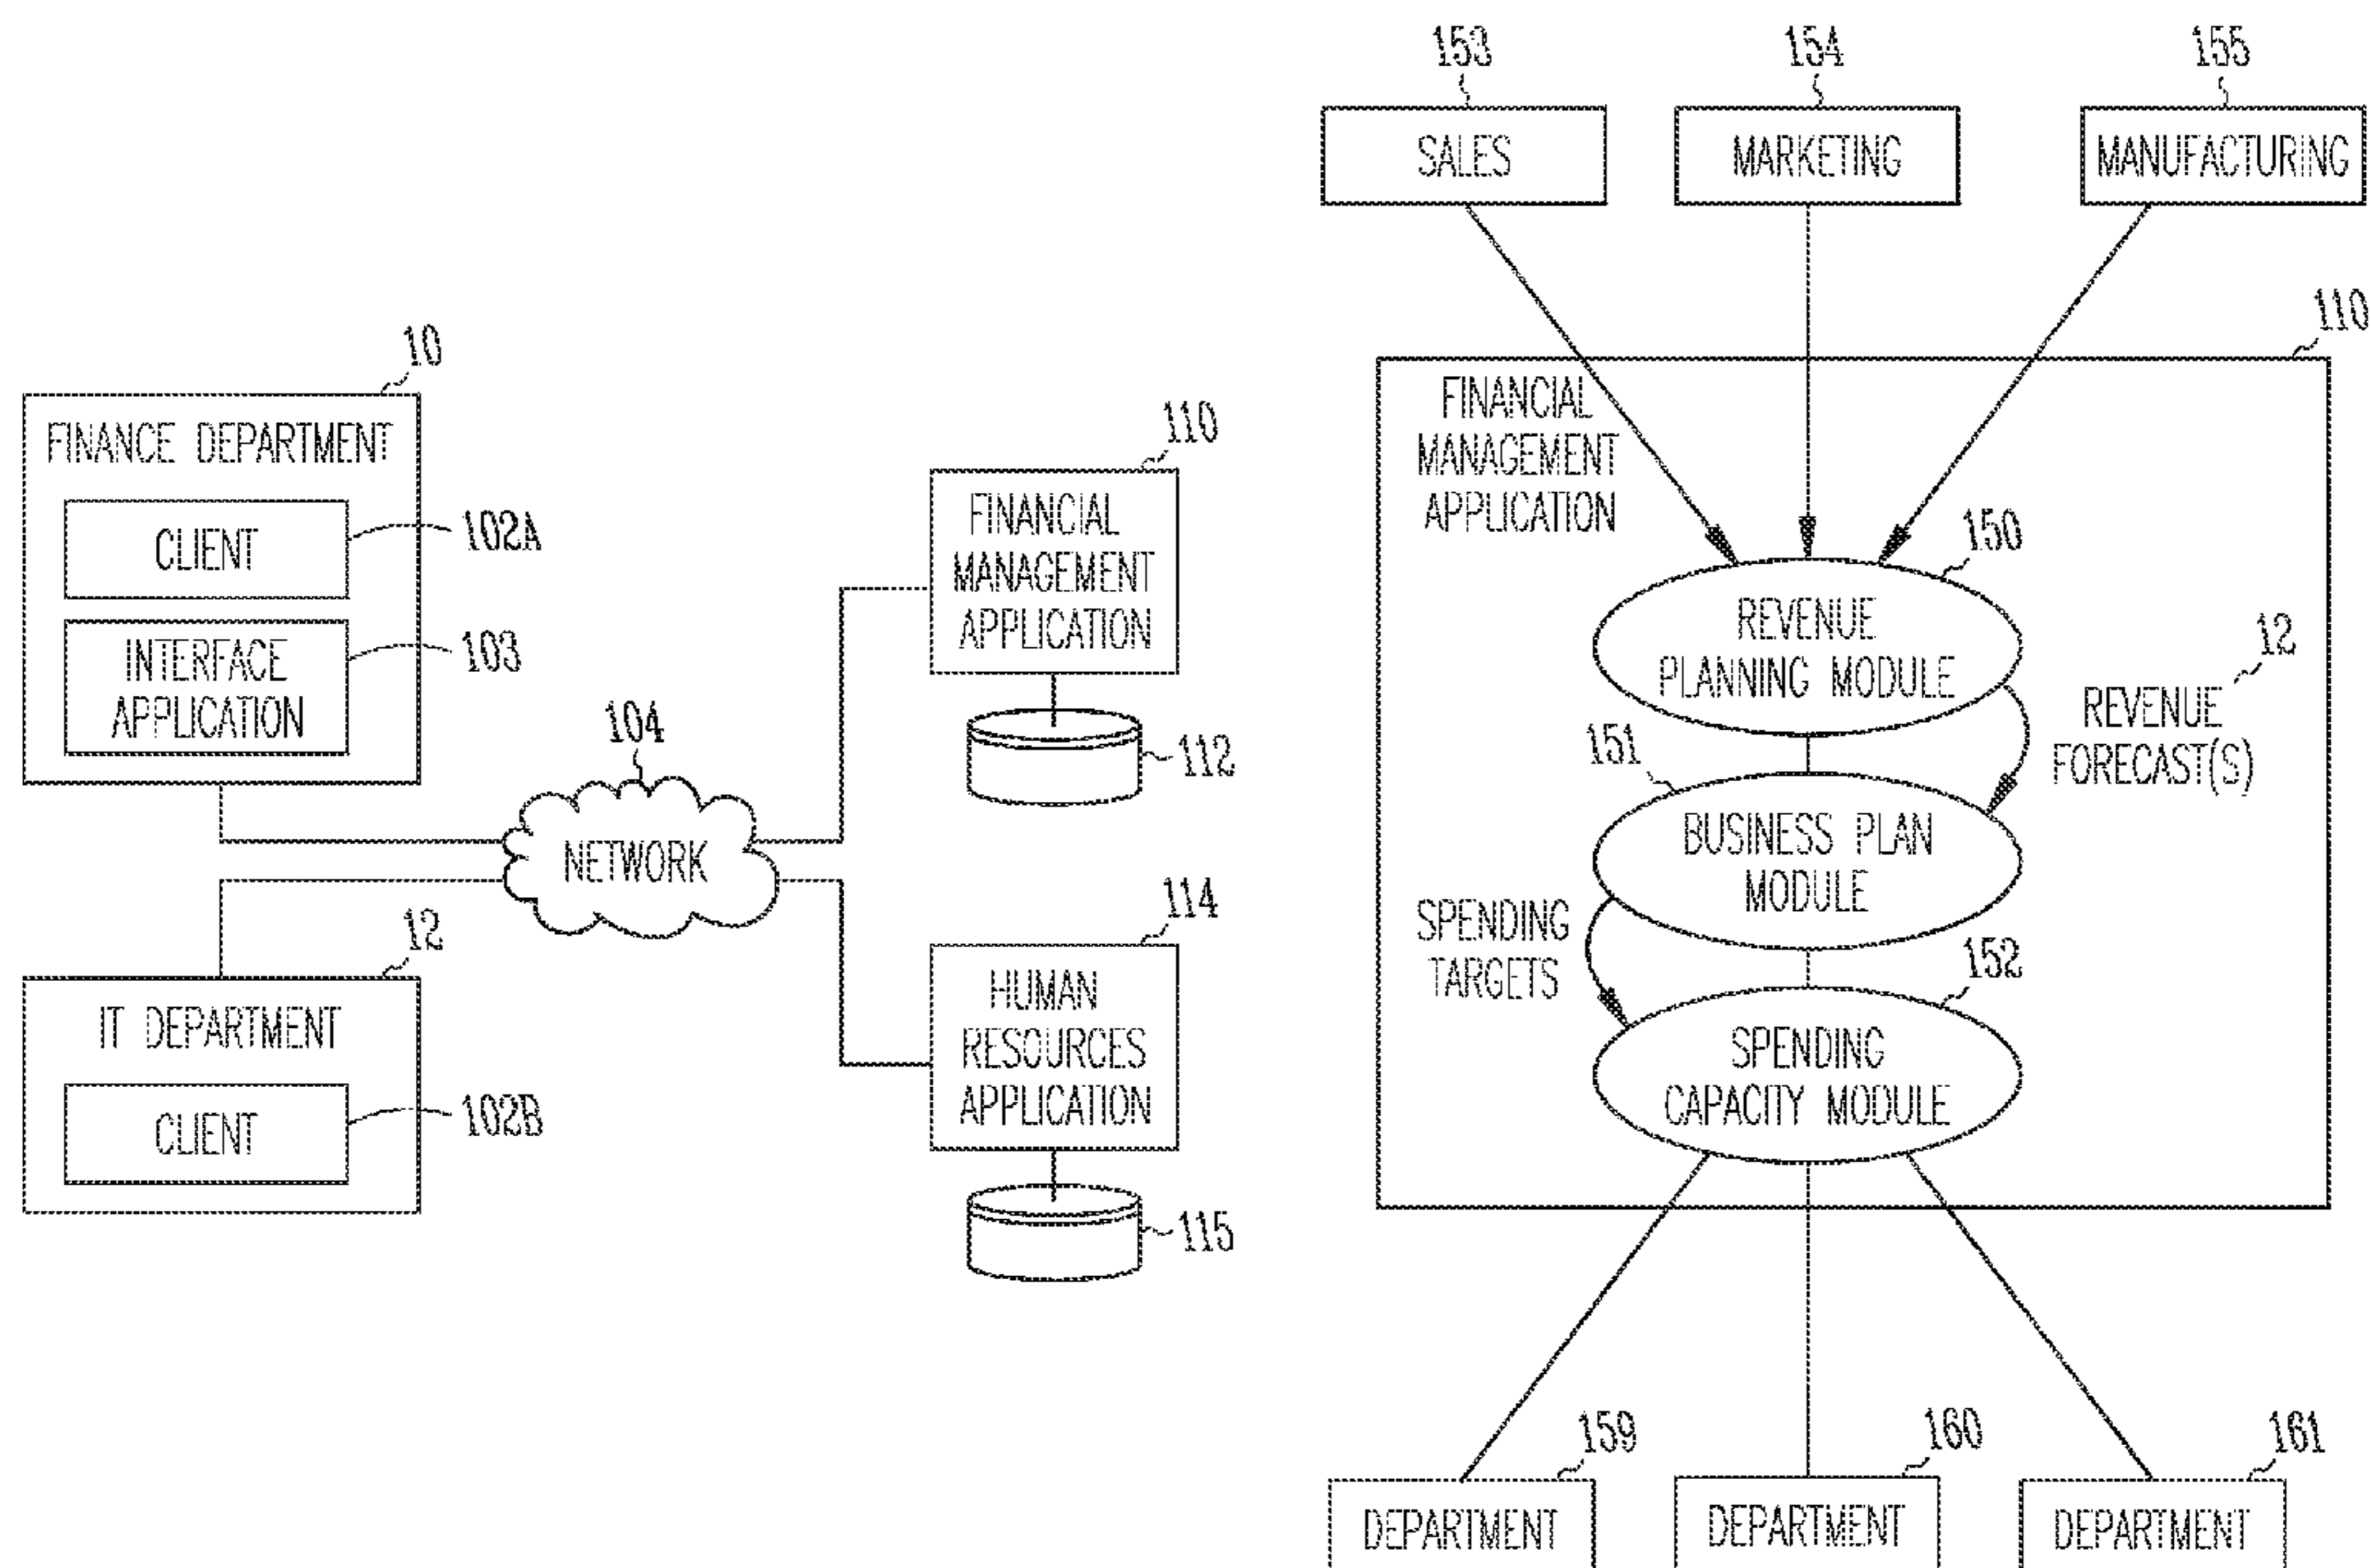 10
FINANCE DEPARTMENT
CLIENT
102A
INTERFACE
APPLICATION
103
104
NETWORK
12
IT DEPARTMENT
CLIENT
102B
110
FINANCIAL
MANAGEMENT
APPLICATION
112
114
HUMAN
RESOURCES
APPLICATION
115
153
SALES
154
MARKETING
155
MANUFACTURING
110
FINANCIAL
MANAGEMENT
APPLICATION
150
REVENUE
PLANNING MODULE
12
REVENUE
FORECAST(S)
151
BUSINESS PLAN
MODULE
SPENDING
TARGETS
152
SPENDING
CAPACITY MODULE
159
DEPARTMENT
160
DEPARTMENT
161
DEPARTMENT